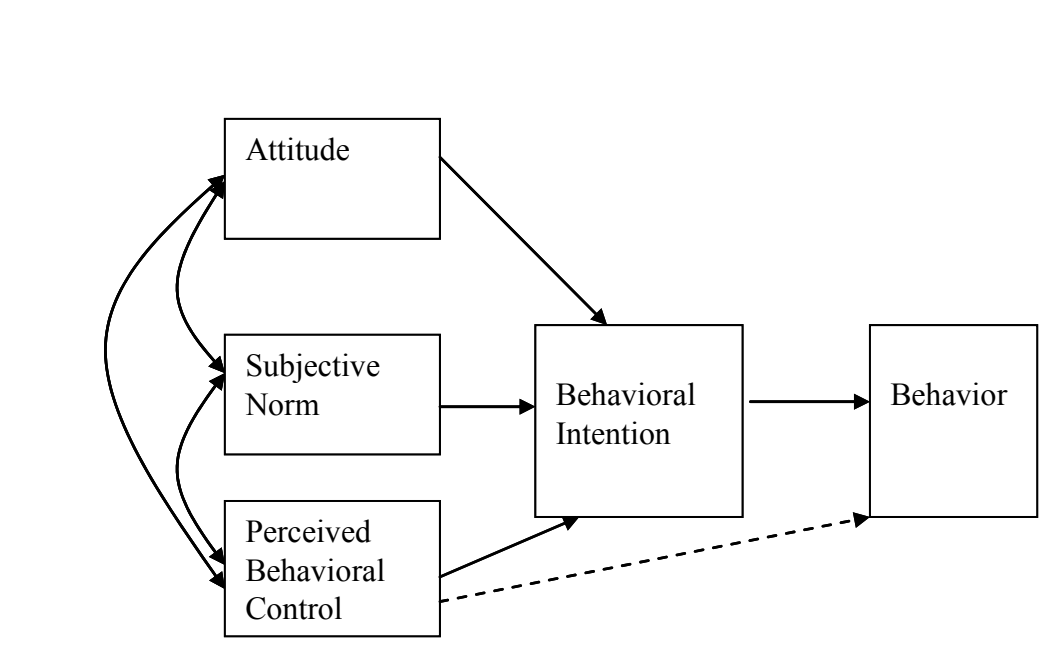 Attitude
Subjective
Norm
Perceived
Behavioral
Control
Behavioral
Intention
Behavior